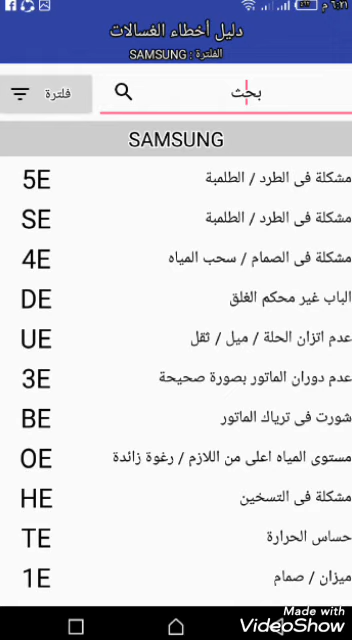 ٦:٢١ م
دليل أخطاء الغسالات
الفلترة : SAMSUNG
بحث
فلترة
SAMSUNG
5E مشكلة فى الطرد / الطلمبة
SE مشكلة فى الطرد / الطلمبة
4E مشكلة فى الصمام / سحب المياه
DE الباب غير محكم الغلق
UE عدم اتزان الحلة / ميل / ثقل
3E عدم دوران الماتور بصورة صحيحة
BE شورت فى ترياك الماتور
OE مستوى المياه اعلى من اللازم / رغوة زائدة
HE مشكلة فى التسخين
TE حساس الحرارة
1E ميزان / صمام
Made with
VideoShow